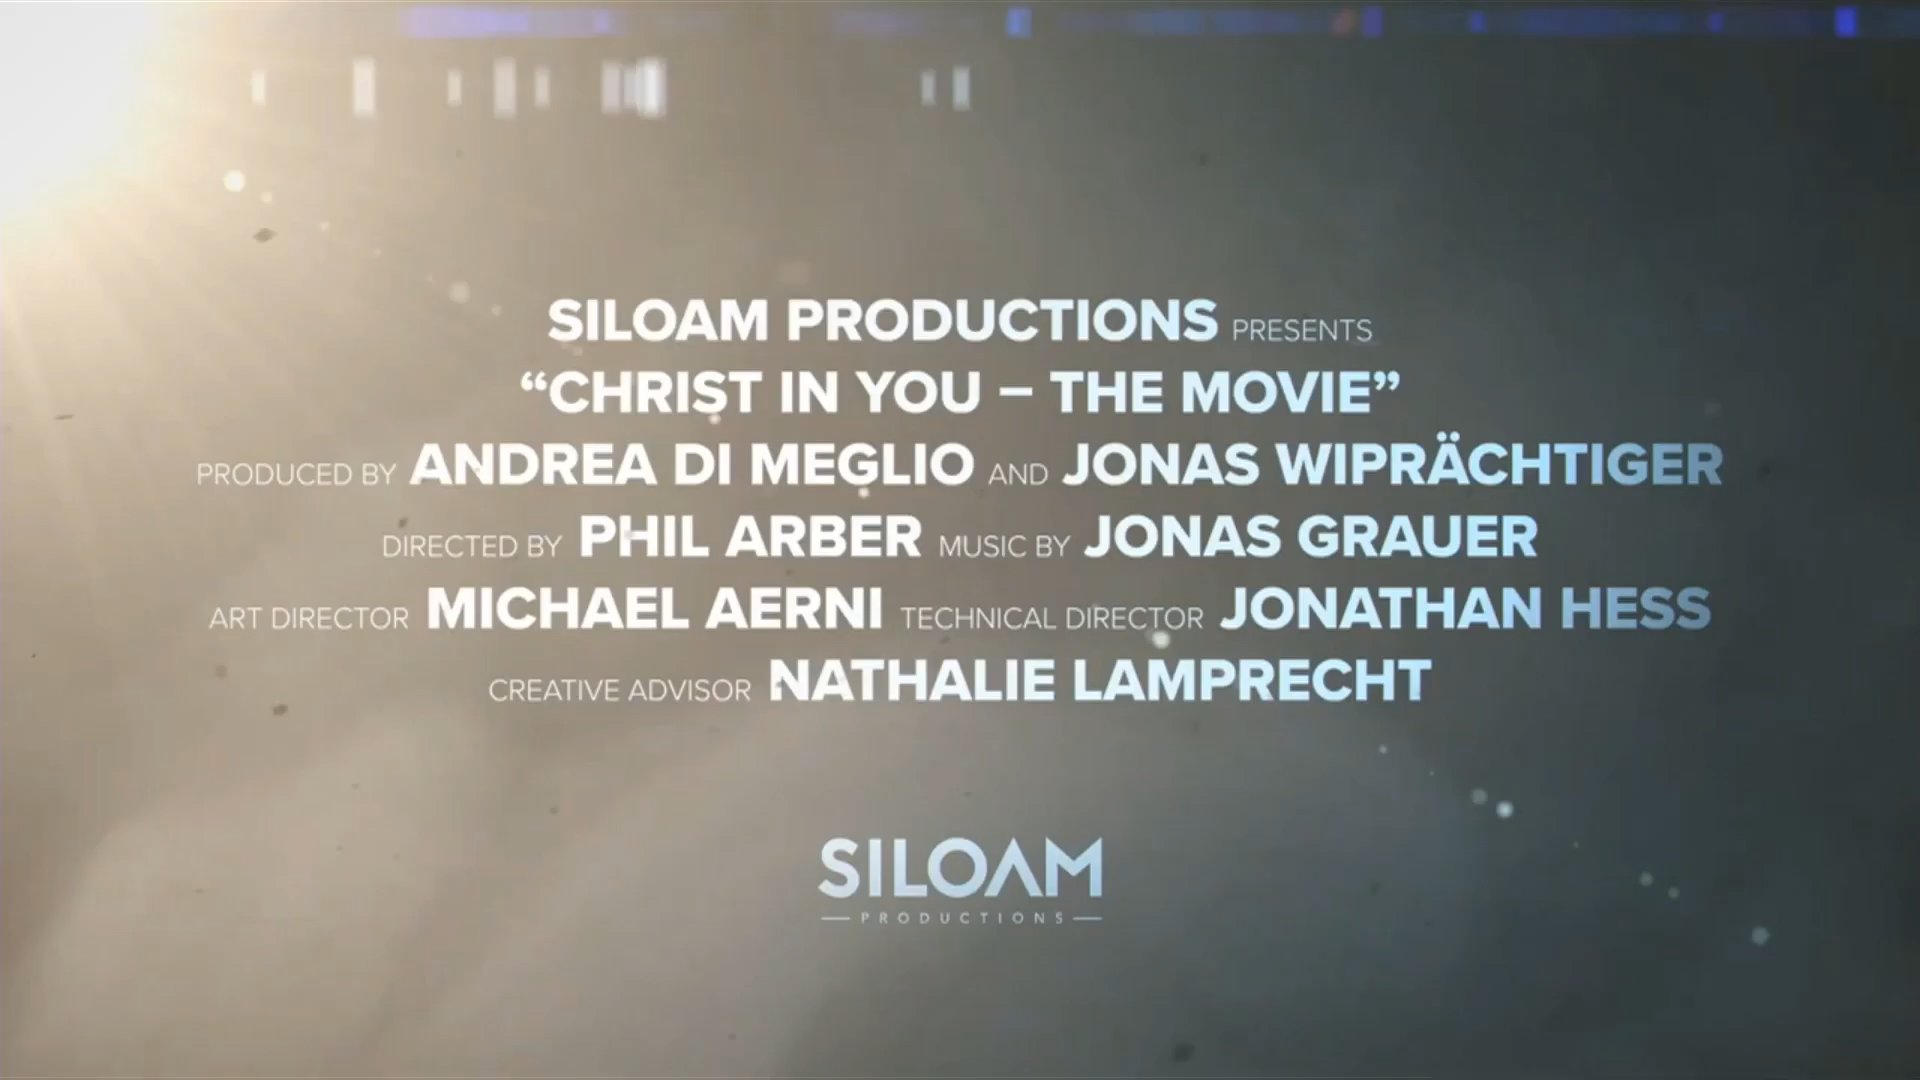 SILOAM PRODUCTIONS PRESENTS
“CHRIST IN YOU – THE MOVIE”
PRODUCED BY ANDREA DI MEGLIO AND JONAS WIPRÄCHTIGER
DIRECTED BY PHIL ARBER MUSIC BY JONAS GRAUER
ART DIRECTOR MICHAEL AERNI TECHNICAL DIRECTOR JONATHAN HESS
CREATIVE ADVISOR NATHALIE LAMPRECHT
SILOAM
PRODUCTIONS